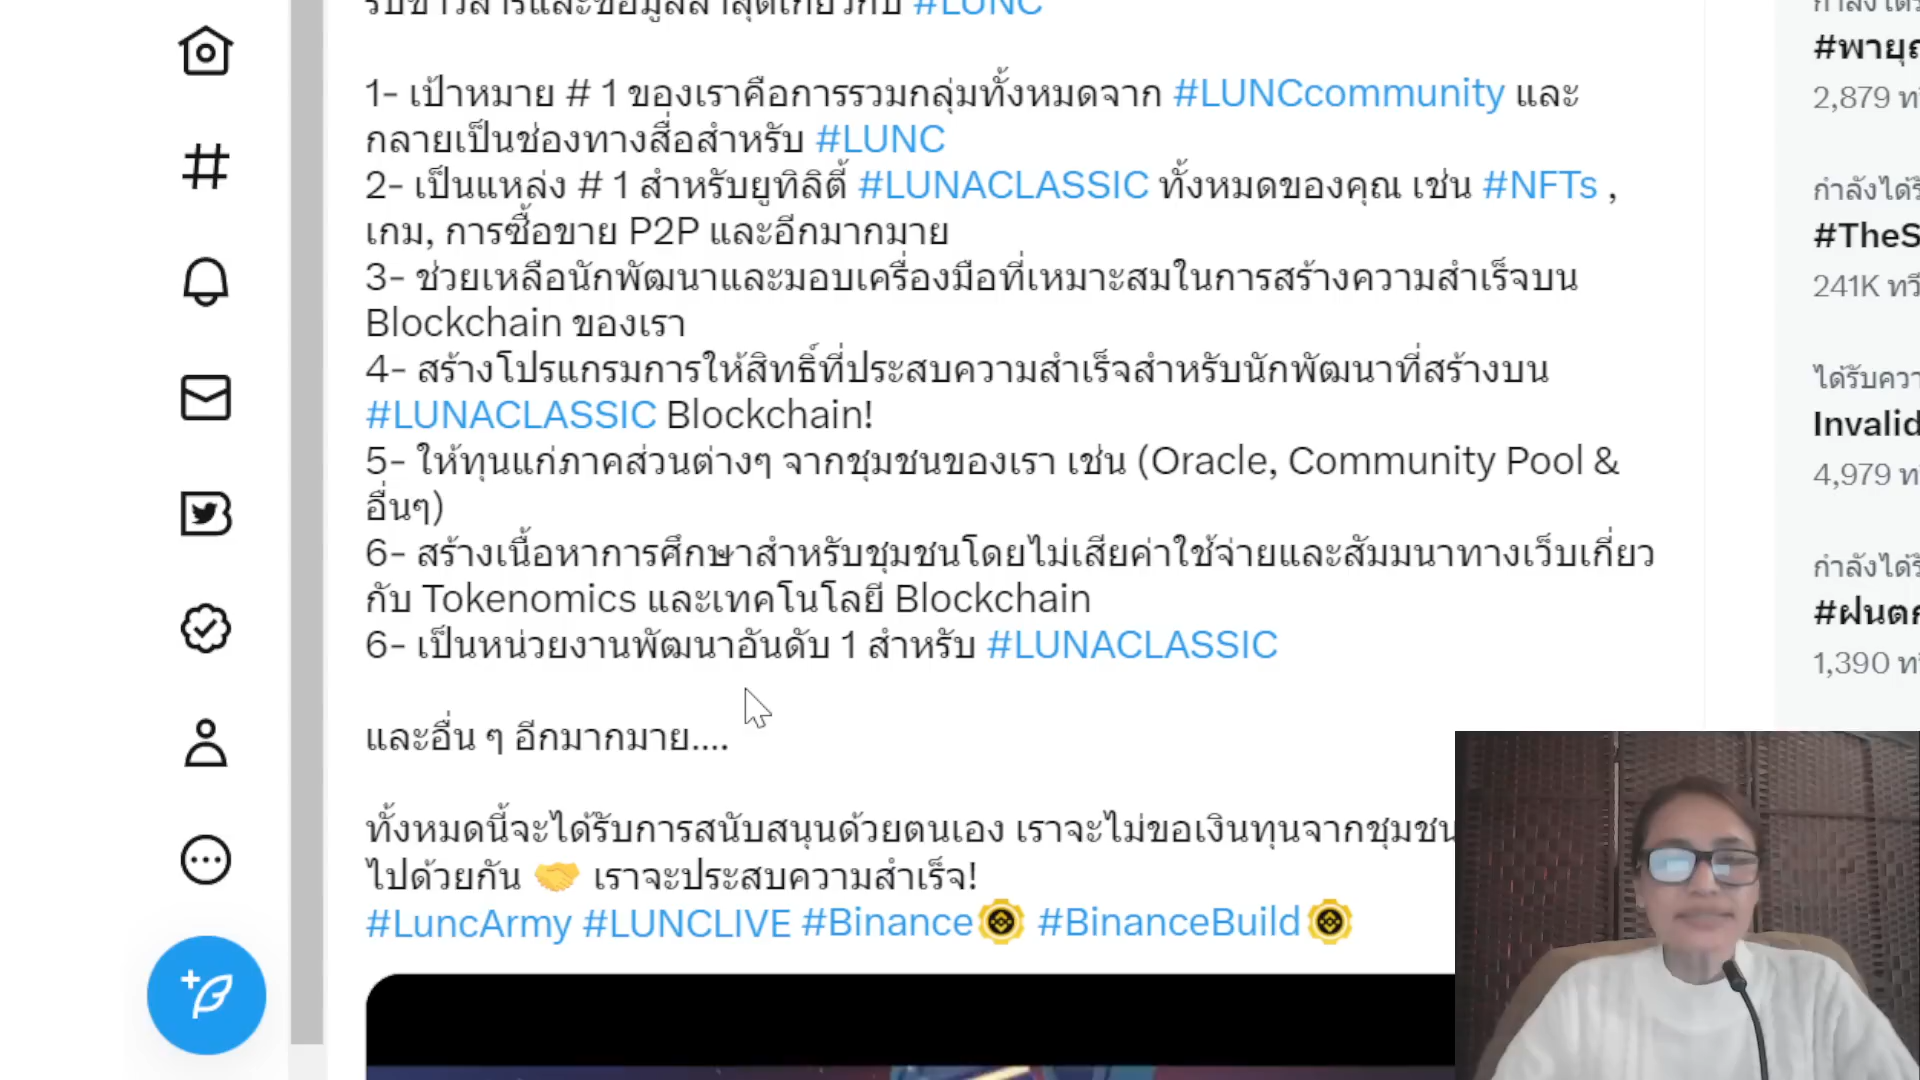 รับข่าวสารและข้อมูลล่าสุดเกี่ยวกับ #LUNC
1- เป้าหมาย # 1 ของเราคือการรวมกลุ่มทั้งหมดจาก #LUNCcommunity และ
กลายเป็นช่องทางสื่อสำหรับ #LUNC
2- เป็นแหล่ง # 1 สำหรับยูทิลิตี้ #LUNACLASSIC ทั้งหมดของคุณ เช่น #NFTs ,
เกม, การซื้อขาย P2P และอีกมากมาย
3- ช่วยเหลือนักพัฒนาและมอบเครื่องมือที่เหมาะสมในการสร้างความสำเร็จบน
Blockchain ของเรา
4- สร้างโปรแกรมการให้สิทธิ์ที่ประสบความสำเร็จสำหรับนักพัฒนาที่สร้างบน
#LUNACLASSIC Blockchain!
5- ให้ทุนแก่ภาคส่วนต่างๆ จากชุมชนของเรา เช่น (Oracle, Community Pool &
อื่นๆ)
6- สร้างเนื้อหาการศึกษาสำหรับชุมชนโดยไม่เสียค่าใช้จ่ายและสัมมนาทางเว็บเกี่ยว
กับ Tokenomics และเทคโนโลยี Blockchain
6- เป็นหน่วยงานพัฒนาอันดับ 1 สำหรับ #LUNACLASSIC
และอื่น ๆ อีกมากมาย....
ทั้งหมดนี้จะได้รับการสนับสนุนด้วยตนเอง เราจะไม่ขอเงินทุนจากชุมชน
ไปด้วยกัน 🤝 เราจะประสบความสำเร็จ!
#LuncArmy #LUNCLIVE #Binance #BinanceBuild
2,879
#TheS
241K
Invalid
4,979
1,390